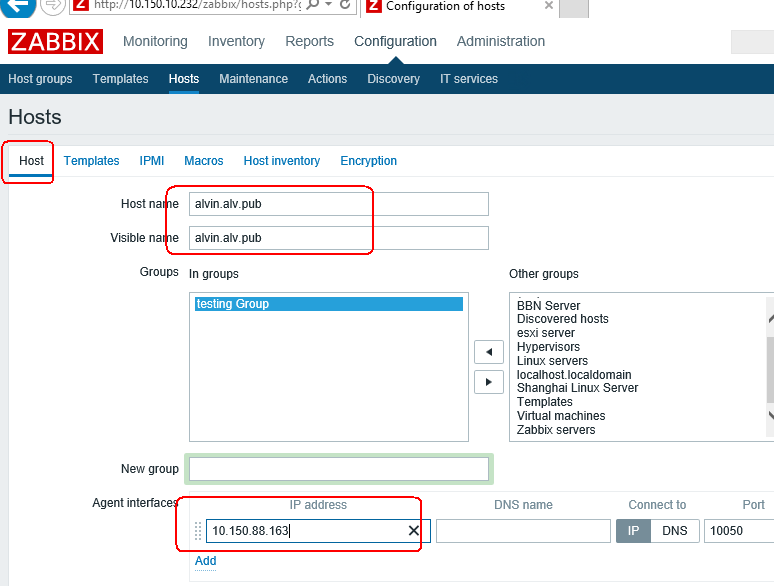 http://10.150.10.232/zabbix/hosts.php?
Z Configuration of hosts
ZABBIX Monitoring Inventory Reports Configuration Administration
Host groups Templates Hosts Maintenance Actions Discovery IT services
Hosts
Host Templates IPMI Macros Host inventory Encryption
Host name alvin.alv.pub
Visible name alvin.alv.pub
Groups In groups Other groups
testing Group
BBN Server
Discovered hosts
esxi server
Hypervisors
Linux servers
localhost.localdomain
Shanghai Linux Server
Templates
Virtual machines
Zabbix servers
New group
Agent interfaces IP address DNS name Connect to Port
10.150.88.163 IP DNS 10050
Add